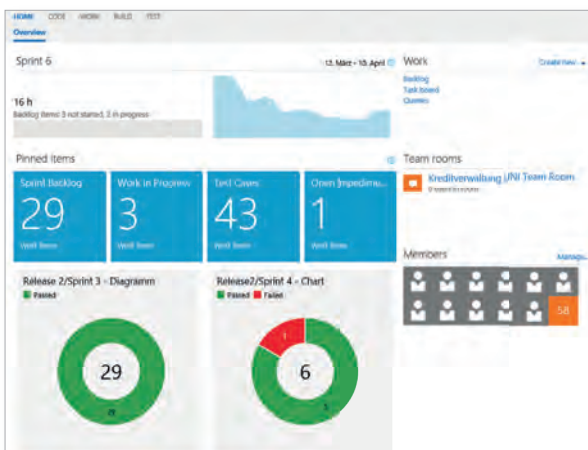 HOME CODE WORK BUILD TEST
Overview
Sprint 6
12. März - 10. April
16 h
Backlog items: 3 not started, 2 in progress
Work
Create New
Backlog
Task board
Queries
Pinned Items
Sprint Backlog
29
Work Items
Work in Progress
3
Work Items
Test Cases
43
Work Items
Open Impedime...
1
Work Items
Team rooms
Kreditverwaltung UNI Team Room
Members
Manage...
58
Release 2/Sprint 3 - Diagramm
Passed
29
Release2/Sprint 4 - Chart
Passed Failed
1
6
5